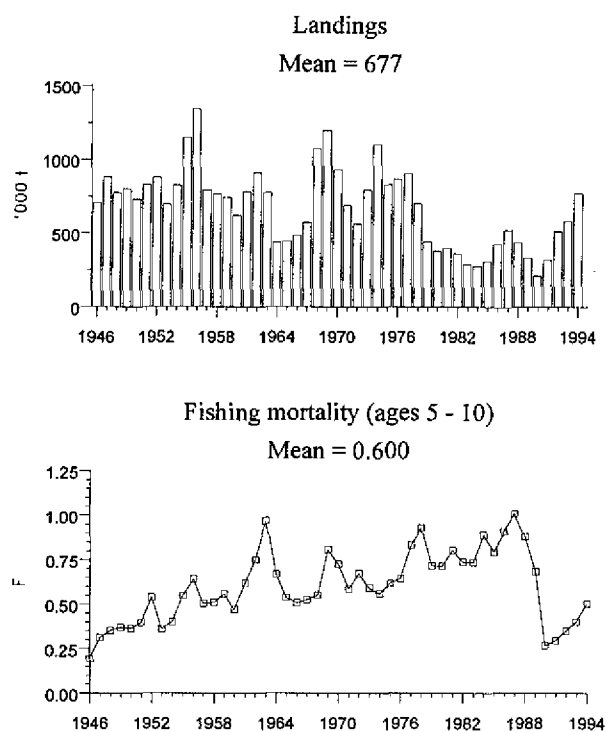 Landings
Mean = 677
1500
1000
500
0
'000 t
1946 1952 1958 1964 1970 1976 1982 1988 1994
Fishing mortality (ages 5 - 10)
Mean = 0.600
1.25
1.00
0.75
0.50
0.25
0.00
F
1946 1952 1958 1964 1970 1976 1982 1988 1994